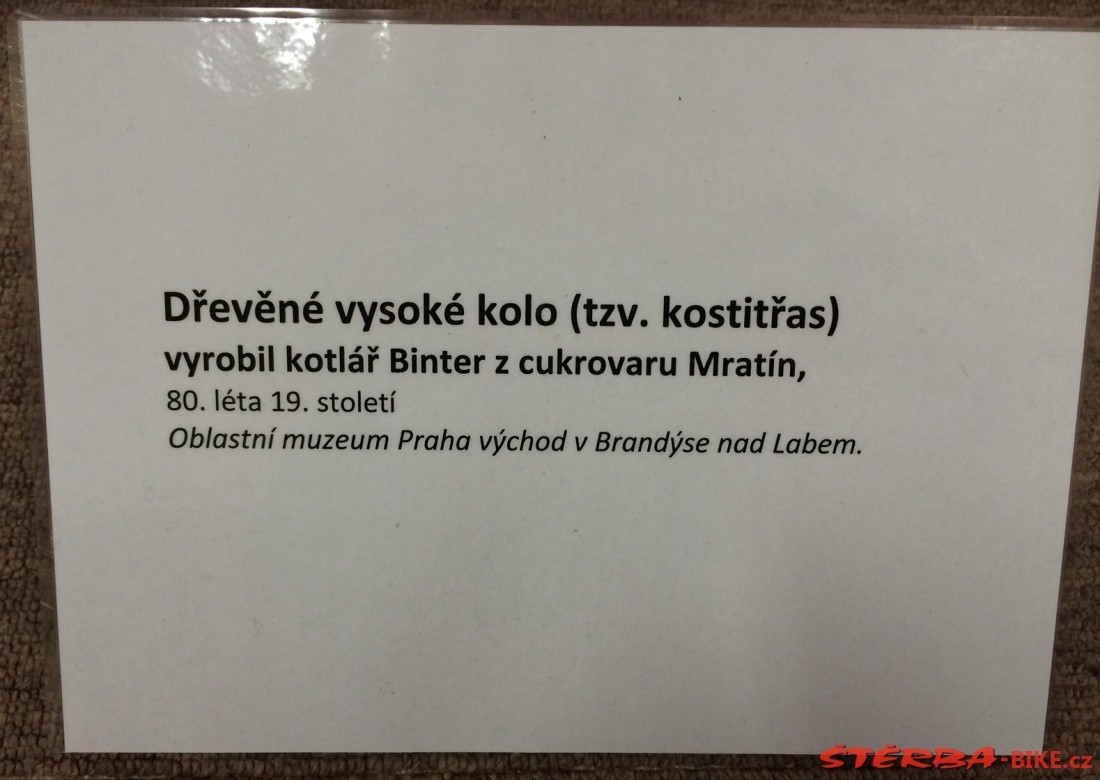 Dřevěné vysoké kolo (tzv. kostitřas)
vyrobil kotlář Binter z cukrovaru Mratín,
80. léta 19. století
Oblastní muzeum Praha východ v Brandýse nad Labem.
ŠTĚRBA-BIKE.cz